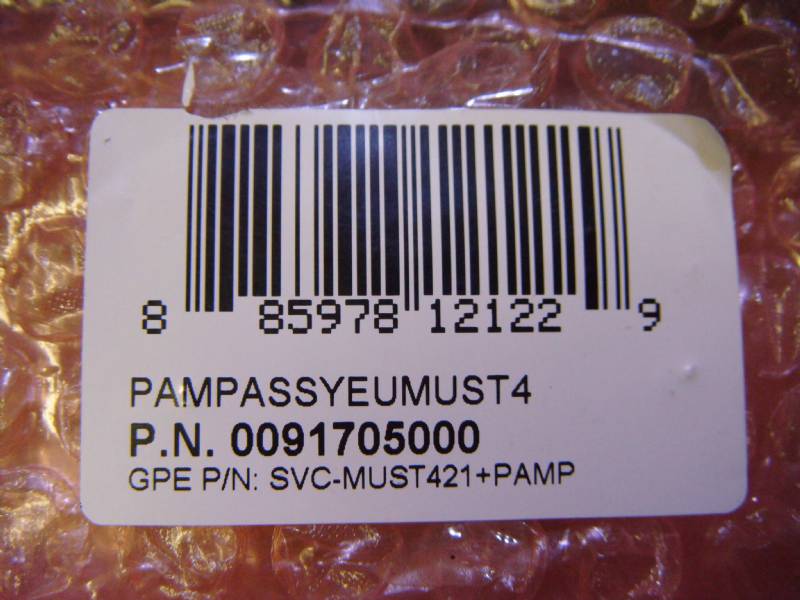 8 85978 12122 9
PAMPASSYEUMUST4
P.N. 0091705000
GPE P/N: SVC-MUST421+PAMP